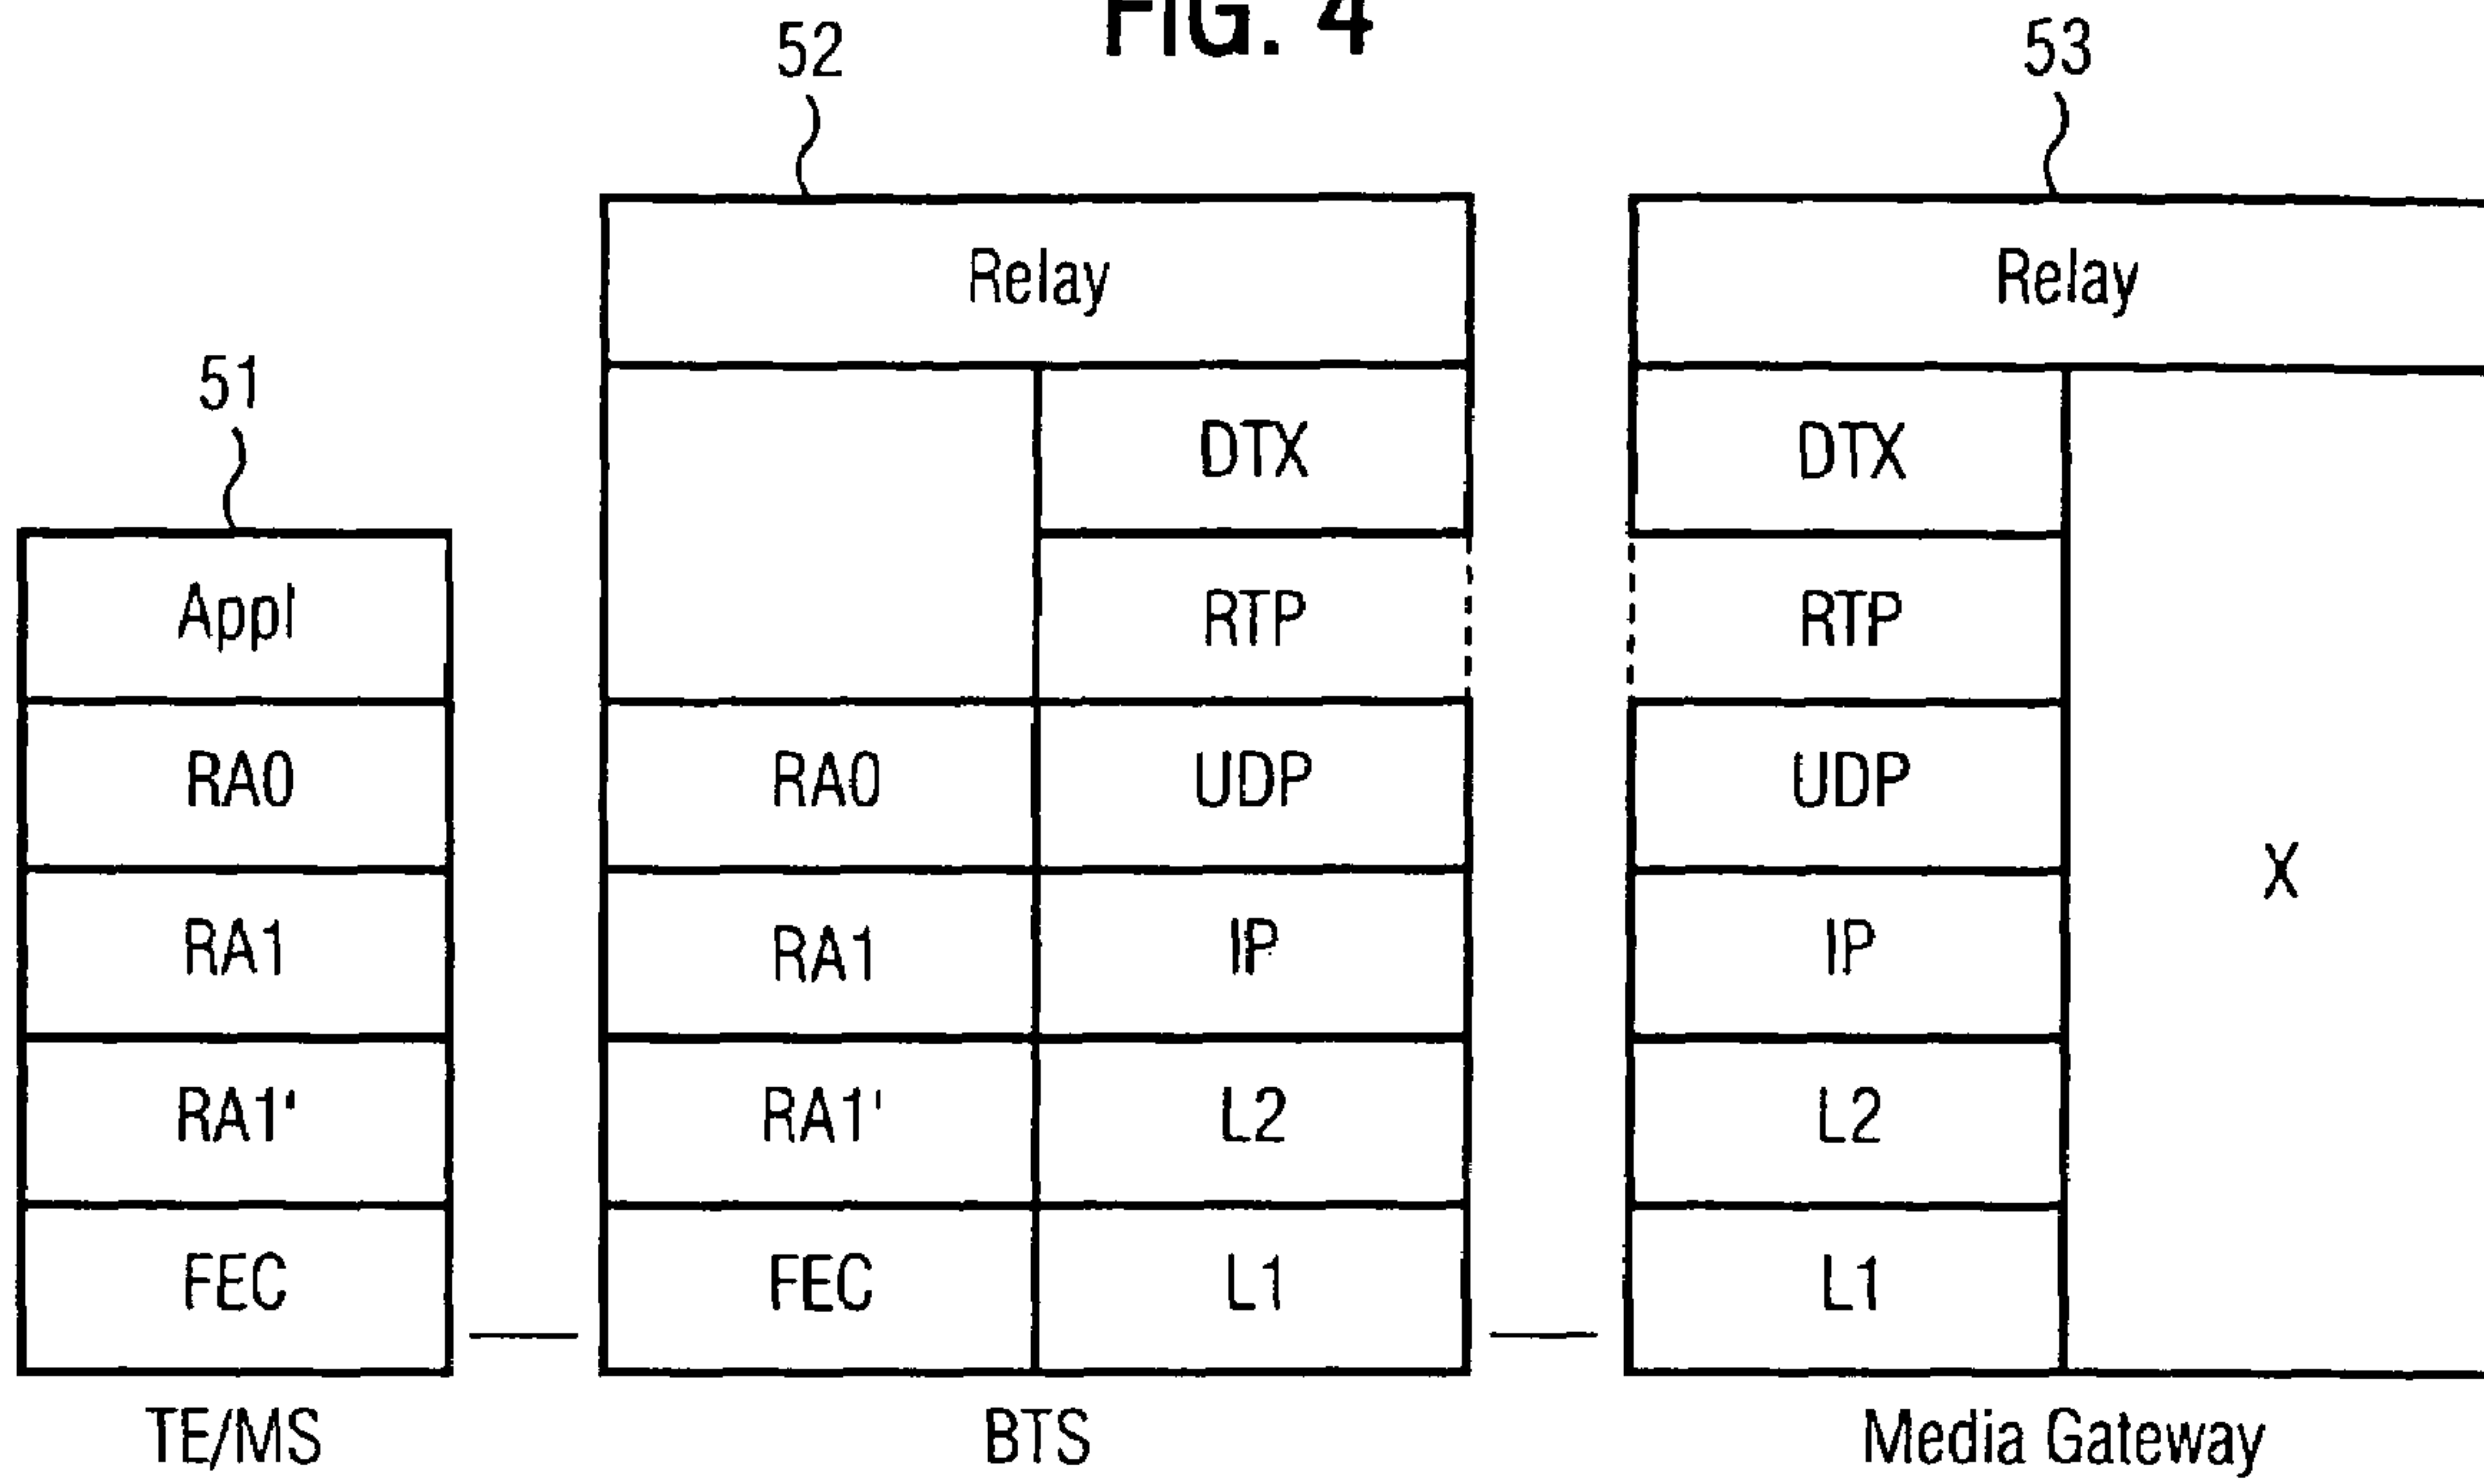 FIG. 4
52
53
51
Relay
Relay
DTX
DTX
Appl
RTP
RTP
RA0
RA0
UDP
UDP
RA1
RA1
IP
IP
X
RA1'
RA1'
L2
L2
FEC
FEC
L1
L1
TE/MS
BTS
Media Gateway